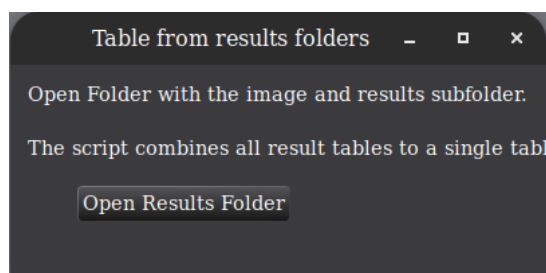 Table from results folders
Open Folder with the image and results subfolder.
The script combines all result tables to a single tabl
Open Results Folder